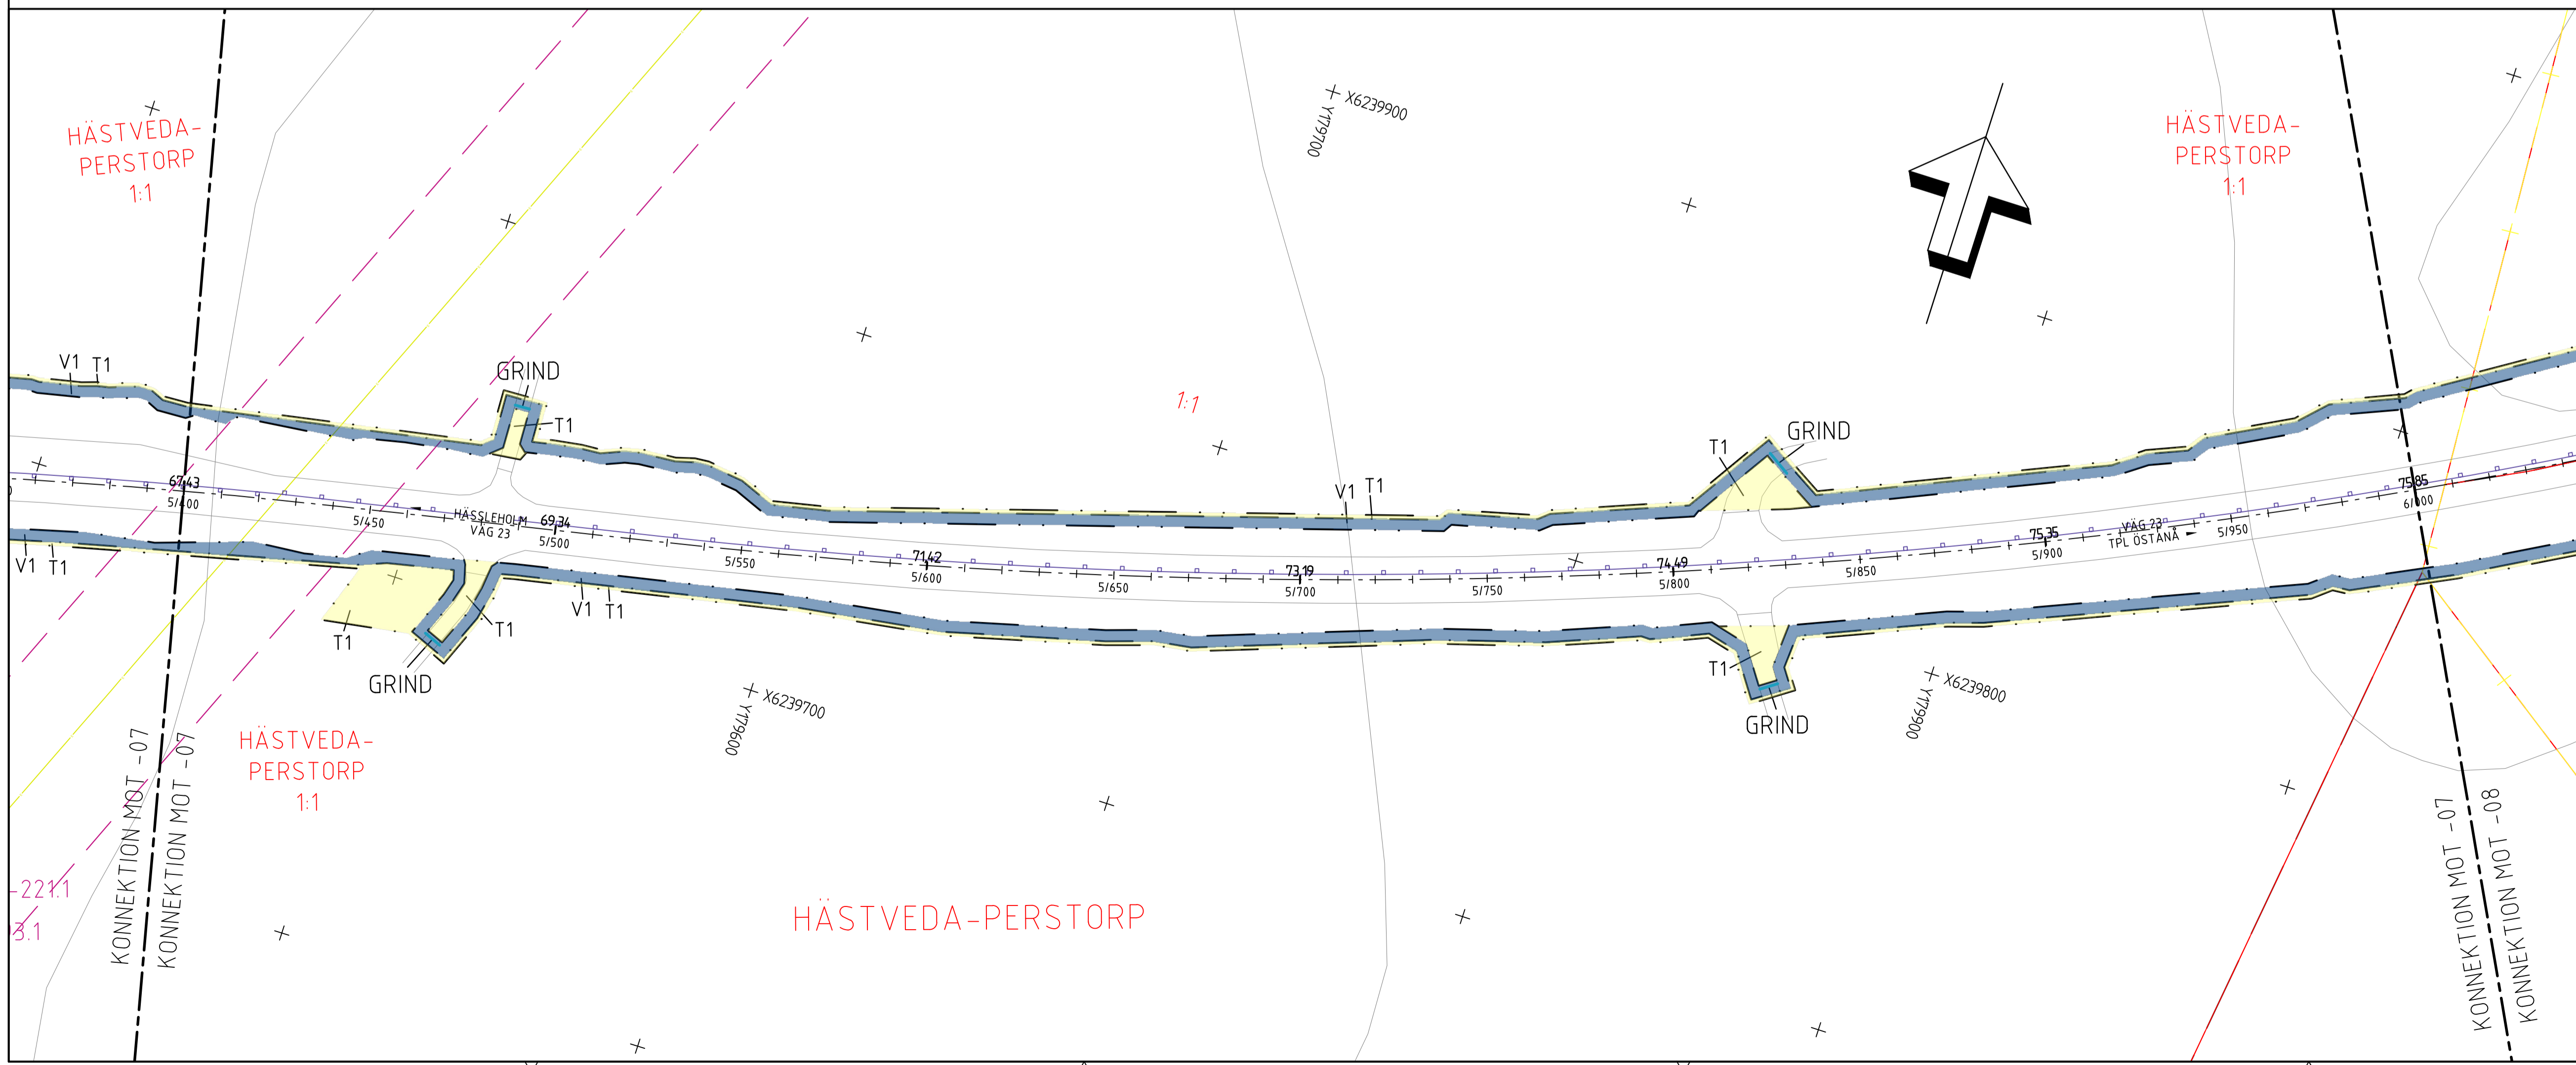 X6239900
Y179700
HÄSTVEDA-
PERSTORP
1:1
HÄSTVEDA-
PERSTORP
1:1
V1
T1
GRIND
T1
1:1
V1
T1
T1
GRIND
67.43
5/400
5/450
HÄSSLEHOLM
VÄG 23
69.34
5/500
5/550
71.42
5/600
5/650
73.19
5/700
5/750
74.49
5/800
5/850
75.35
5/900
VÄG 23
TPL ÖSTANÅ
5/950
75.85
6/000
V1
T1
T1
GRIND
T1
V1
T1
T1
GRIND
X6239700
Y179600
X6239800
Y179900
HÄSTVEDA-
PERSTORP
1:1
KONNEKTION MOT -07
KONNEKTION MOT -07
KONNEKTION MOT -07
KONNEKTION MOT -08
-221.1
3.1
HÄSTVEDA-PERSTORP